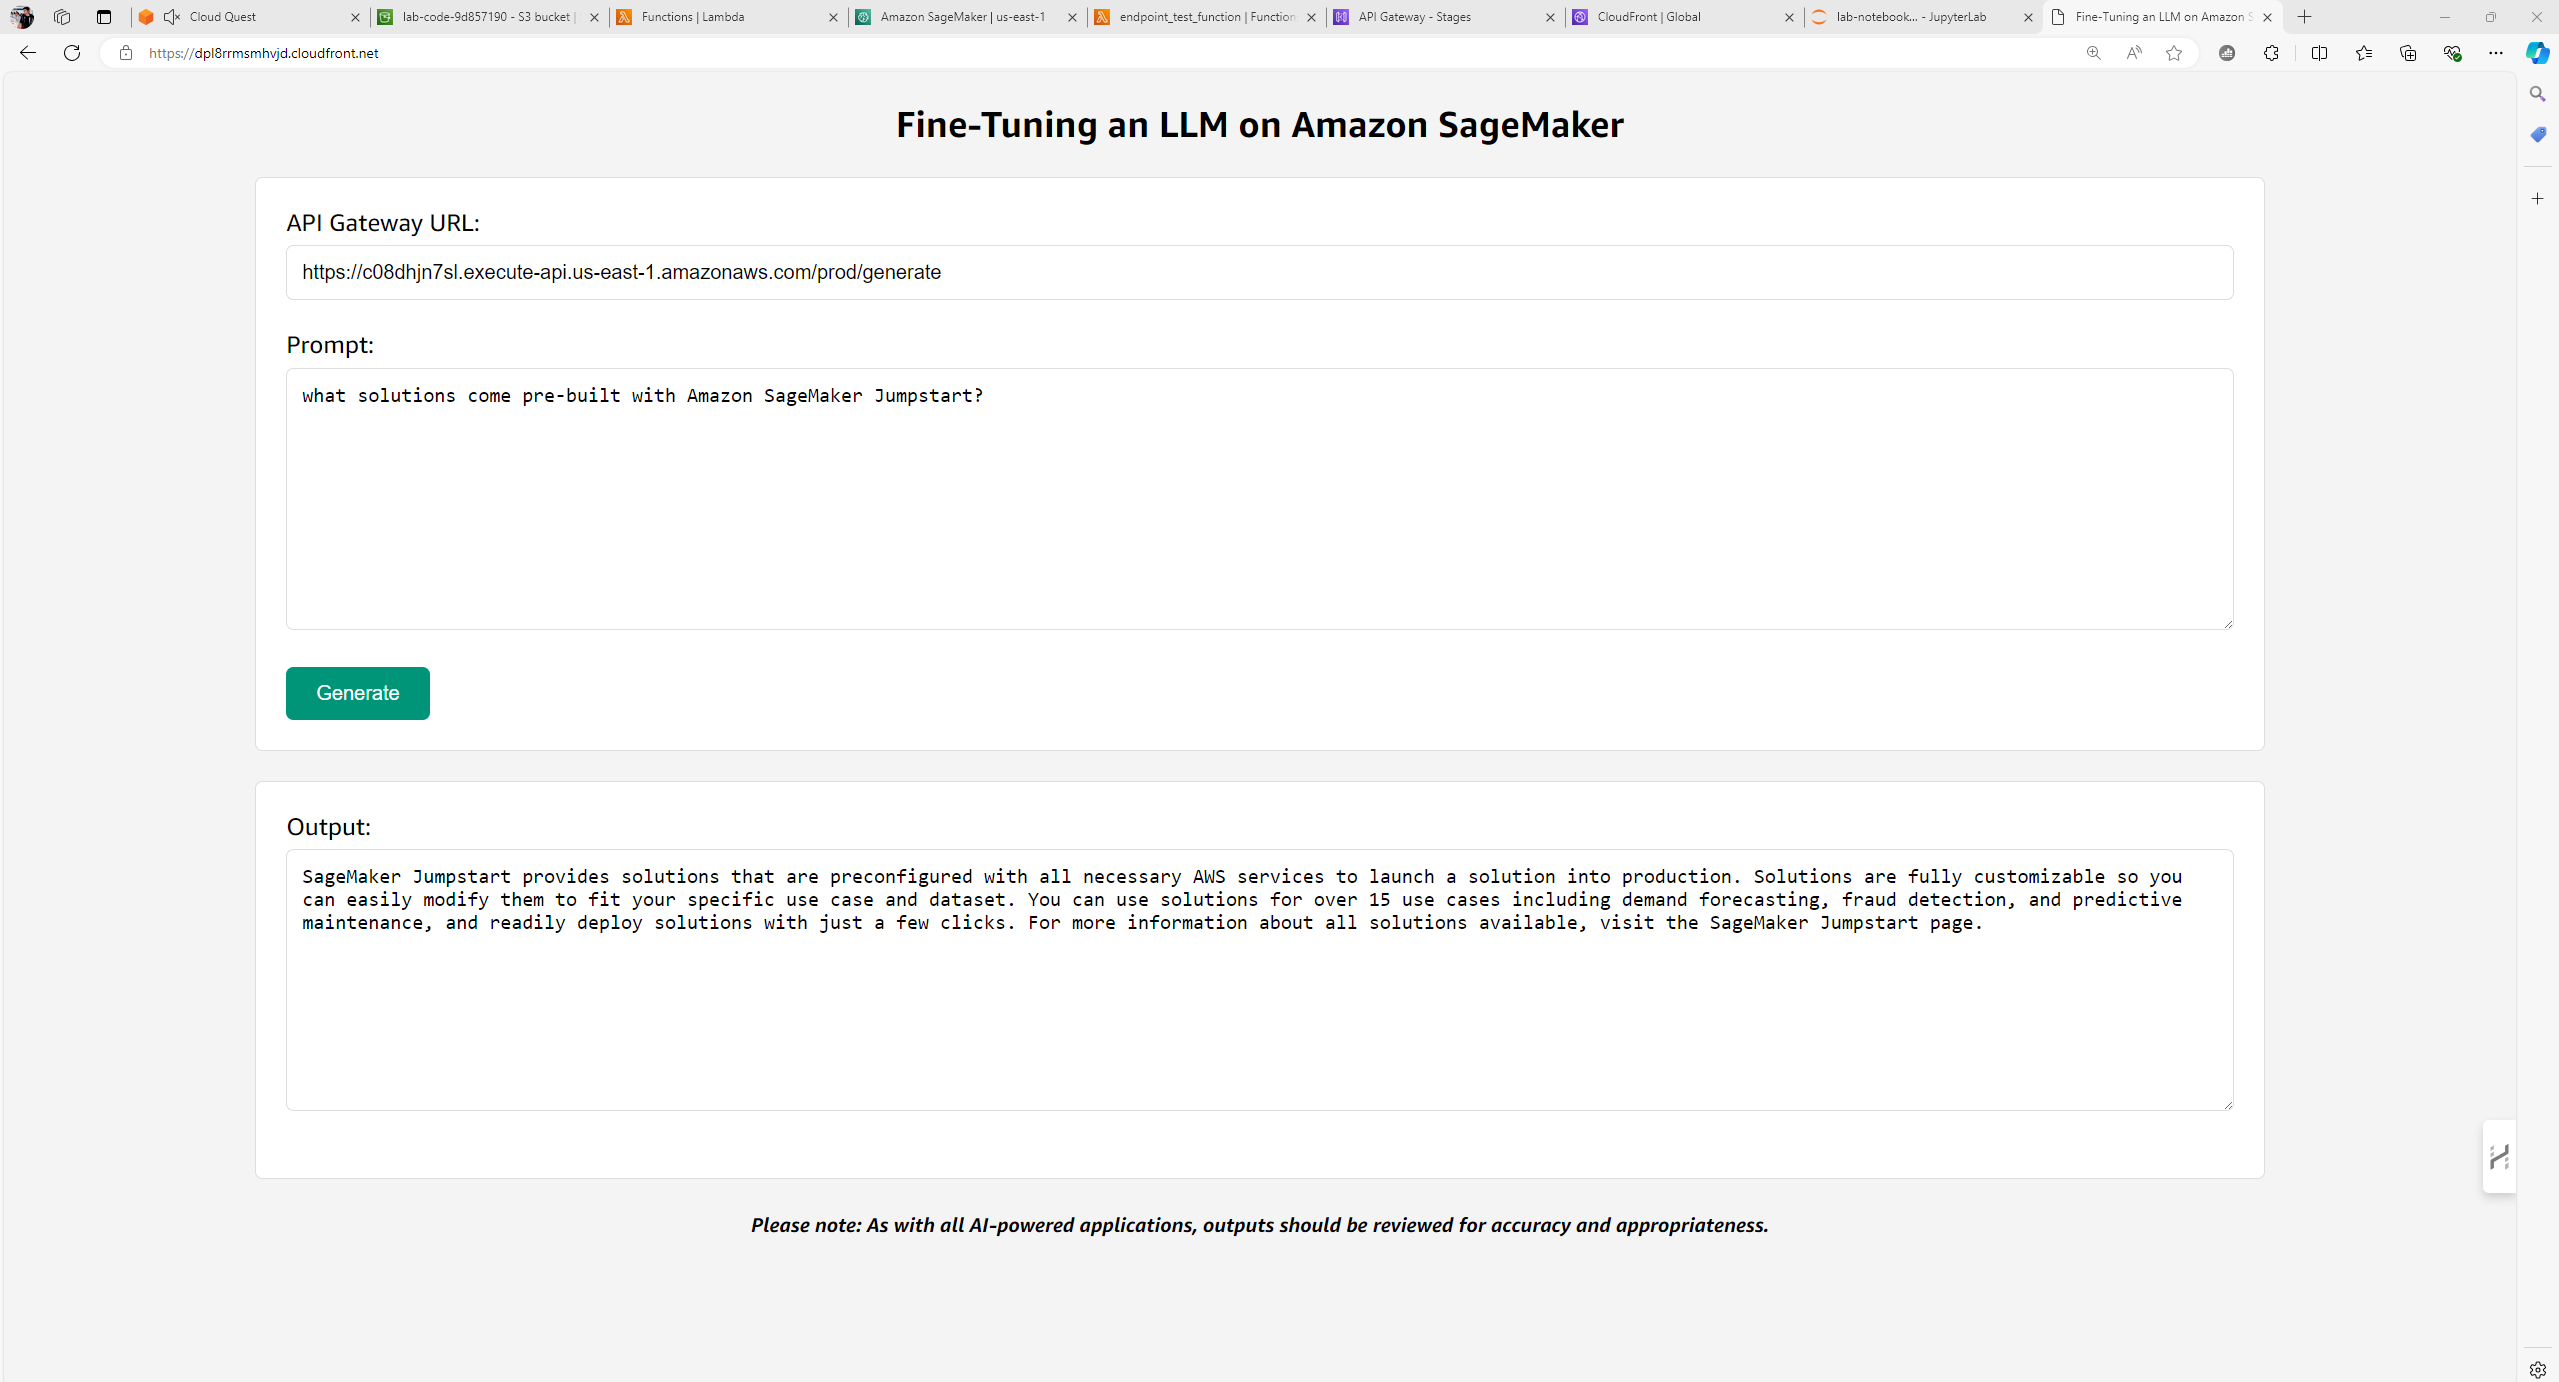 Cloud Quest
lab-code-9d857190 - S3 bucket |
Functions | Lambda
Amazon SageMaker | us-east-1
endpoint_test_function | Function
API Gateway - Stages
CloudFront | Global
lab-notebook... - JupyterLab
Fine-Tuning an LLM on Amazon S
https://dpl8rrmsmhvjd.cloudfront.net
Fine-Tuning an LLM on Amazon SageMaker
API Gateway URL:
https://c08dhjn7sl.execute-api.us-east-1.amazonaws.com/prod/generate
Prompt:
what solutions come pre-built with Amazon SageMaker Jumpstart?
Generate
Output:
SageMaker Jumpstart provides solutions that are preconfigured with all necessary AWS services to launch a solution into production. Solutions are fully customizable so you
can easily modify them to fit your specific use case and dataset. You can use solutions for over 15 use cases including demand forecasting, fraud detection, and predictive
maintenance, and readily deploy solutions with just a few clicks. For more information about all solutions available, visit the SageMaker Jumpstart page.
Please note: As with all AI-powered applications, outputs should be reviewed for accuracy and appropriateness.